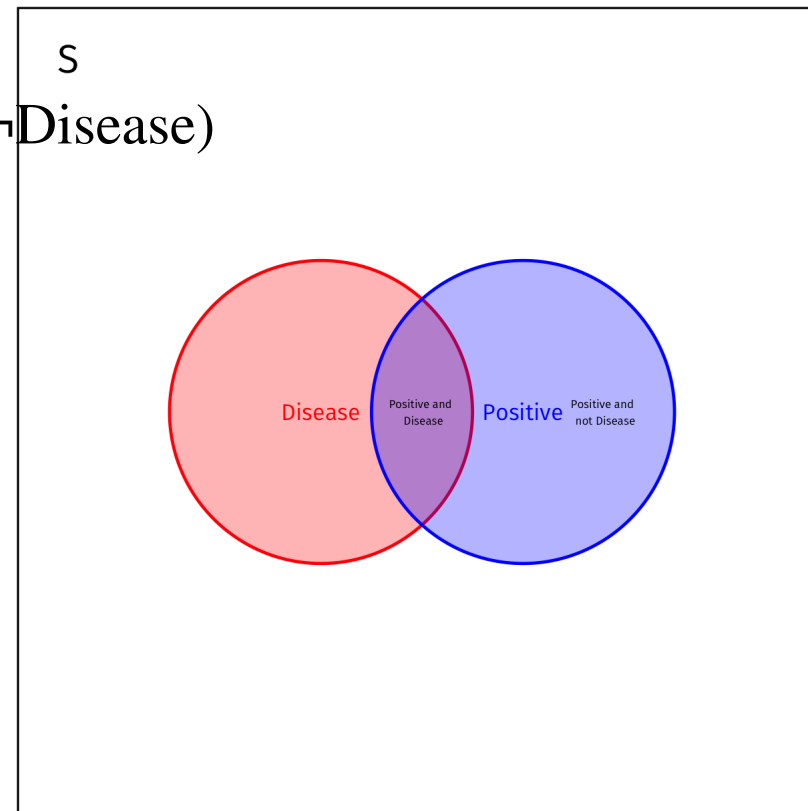 S
¬Disease)
Disease
Positive and
Disease
Positive
Positive and
not Disease